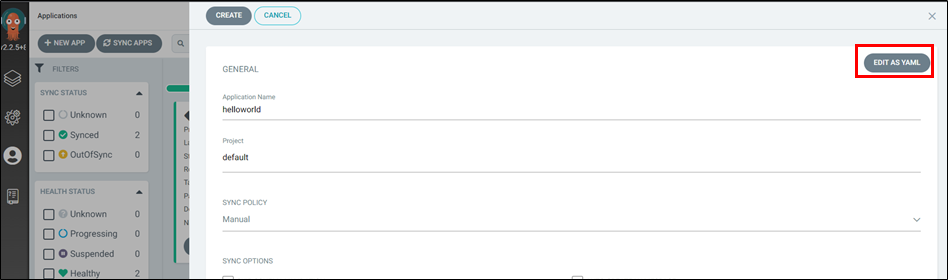 Applications
v2.2.5+8
+ NEW APP
SYNC APPS
FILTERS
SYNC STATUS
Unknown 0
Synced 2
OutOfSync 0
HEALTH STATUS
Unknown 0
Progressing 0
Suspended 0
Healthy 2
CREATE
CANCEL
GENERAL
EDIT AS YAML
Application Name
helloworld
Project
default
SYNC POLICY
Manual
SYNC OPTIONS